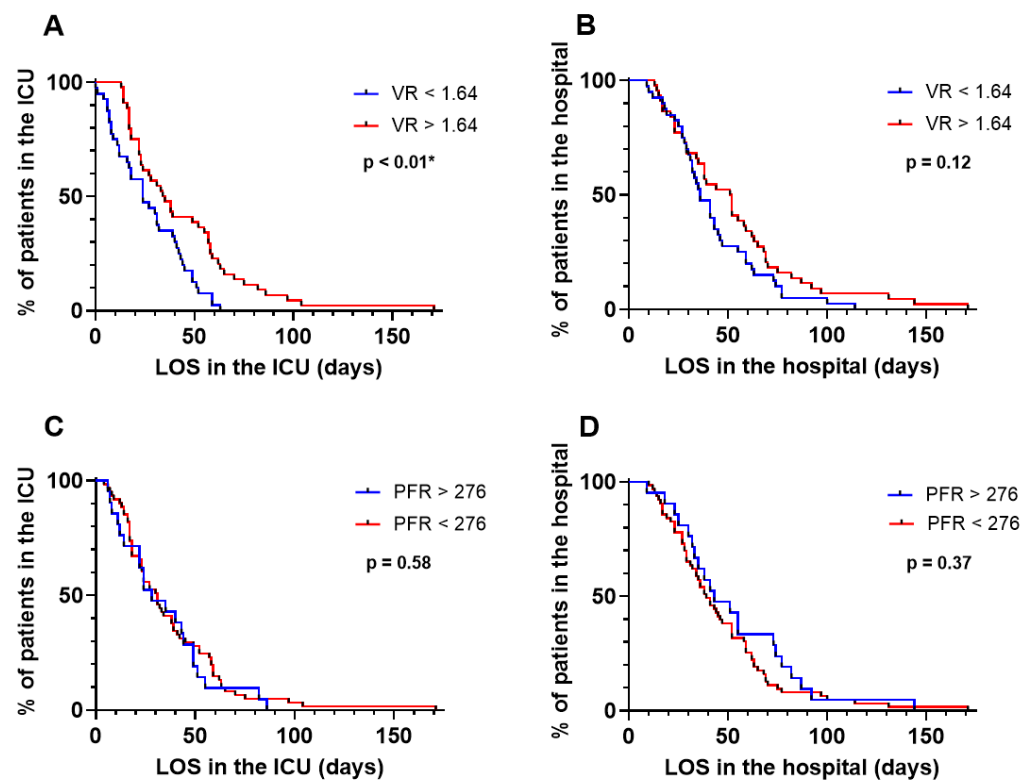 A
% of patients in the ICU
100
50
0
0 50 100 150
LOS in the ICU (days)
VR < 1.64
VR > 1.64
p < 0.01*
B
% of patients in the hospital
100
50
0
0 50 100 150
LOS in the hospital (days)
VR < 1.64
VR > 1.64
p = 0.12
C
% of patients in the ICU
100
50
0
0 50 100 150
LOS in the ICU (days)
PFR > 276
PFR < 276
p = 0.58
D
% of patients in the hospital
100
50
0
0 50 100 150
LOS in the hospital (days)
PFR > 276
PFR < 276
p = 0.37